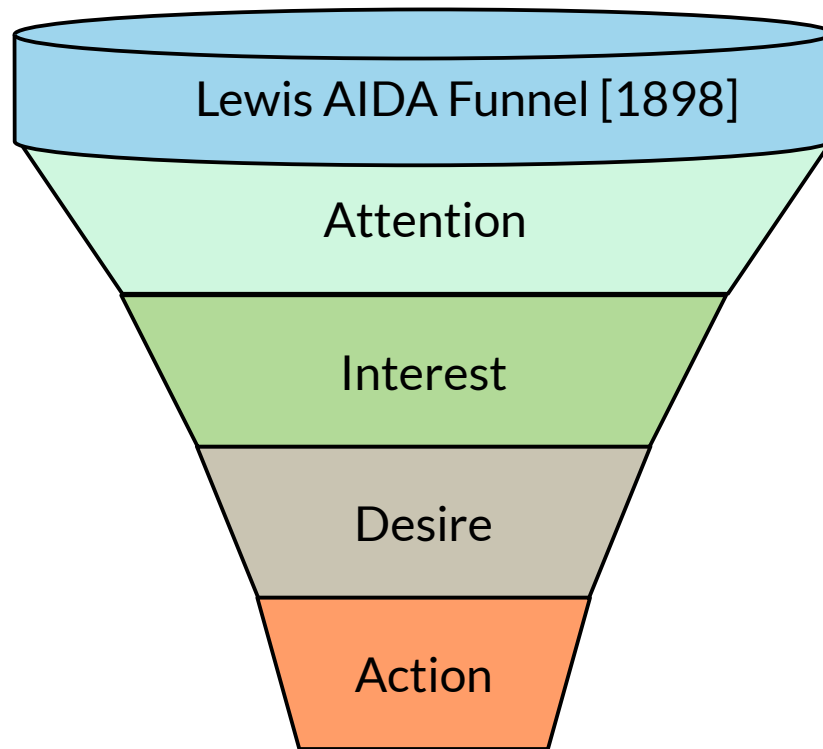 Lewis AIDA Funnel [1898]
Attention
Interest
Desire
Action